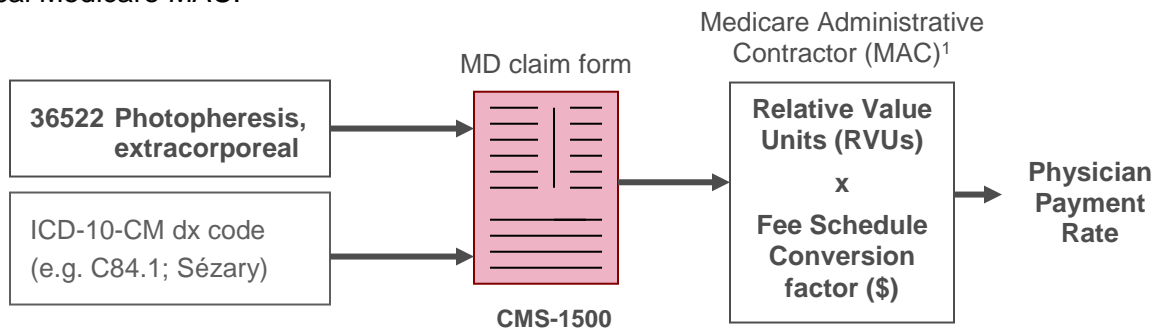 Medicare MAC.
Medicare Administrative
Contractor (MAC)¹
MD claim form
36522 Photopheresis,
extracorporeal
ICD-10-CM dx code
(e.g. C84.1; Sézary)
CMS-1500
Relative Value
Units (RVUs)
x
Fee Schedule
Conversion
factor ($)
Physician
Payment
Rate